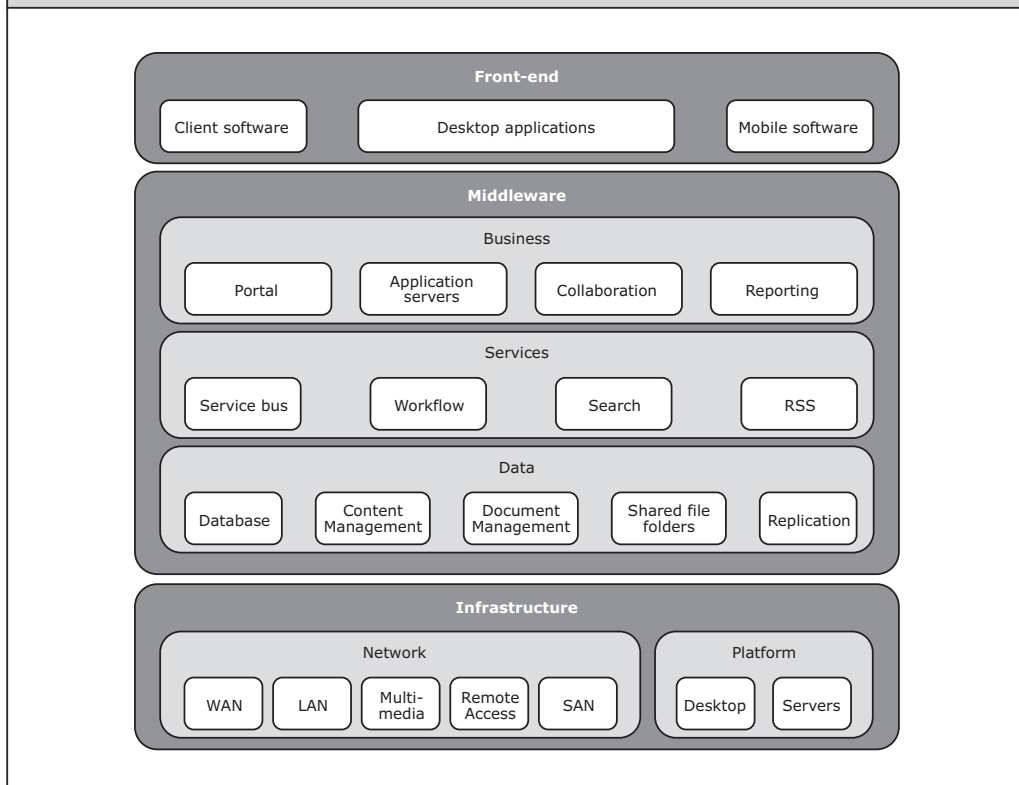 Front-end
Client software
Desktop applications
Mobile software
Middleware
Business
Portal
Application
servers
Collaboration
Reporting
Services
Service bus
Workflow
Search
RSS
Data
Database
Content
Management
Document
Management
Shared file
folders
Replication
Infrastructure
Network
WAN
LAN
Multi-
media
Remote
Access
SAN
Platform
Desktop
Servers